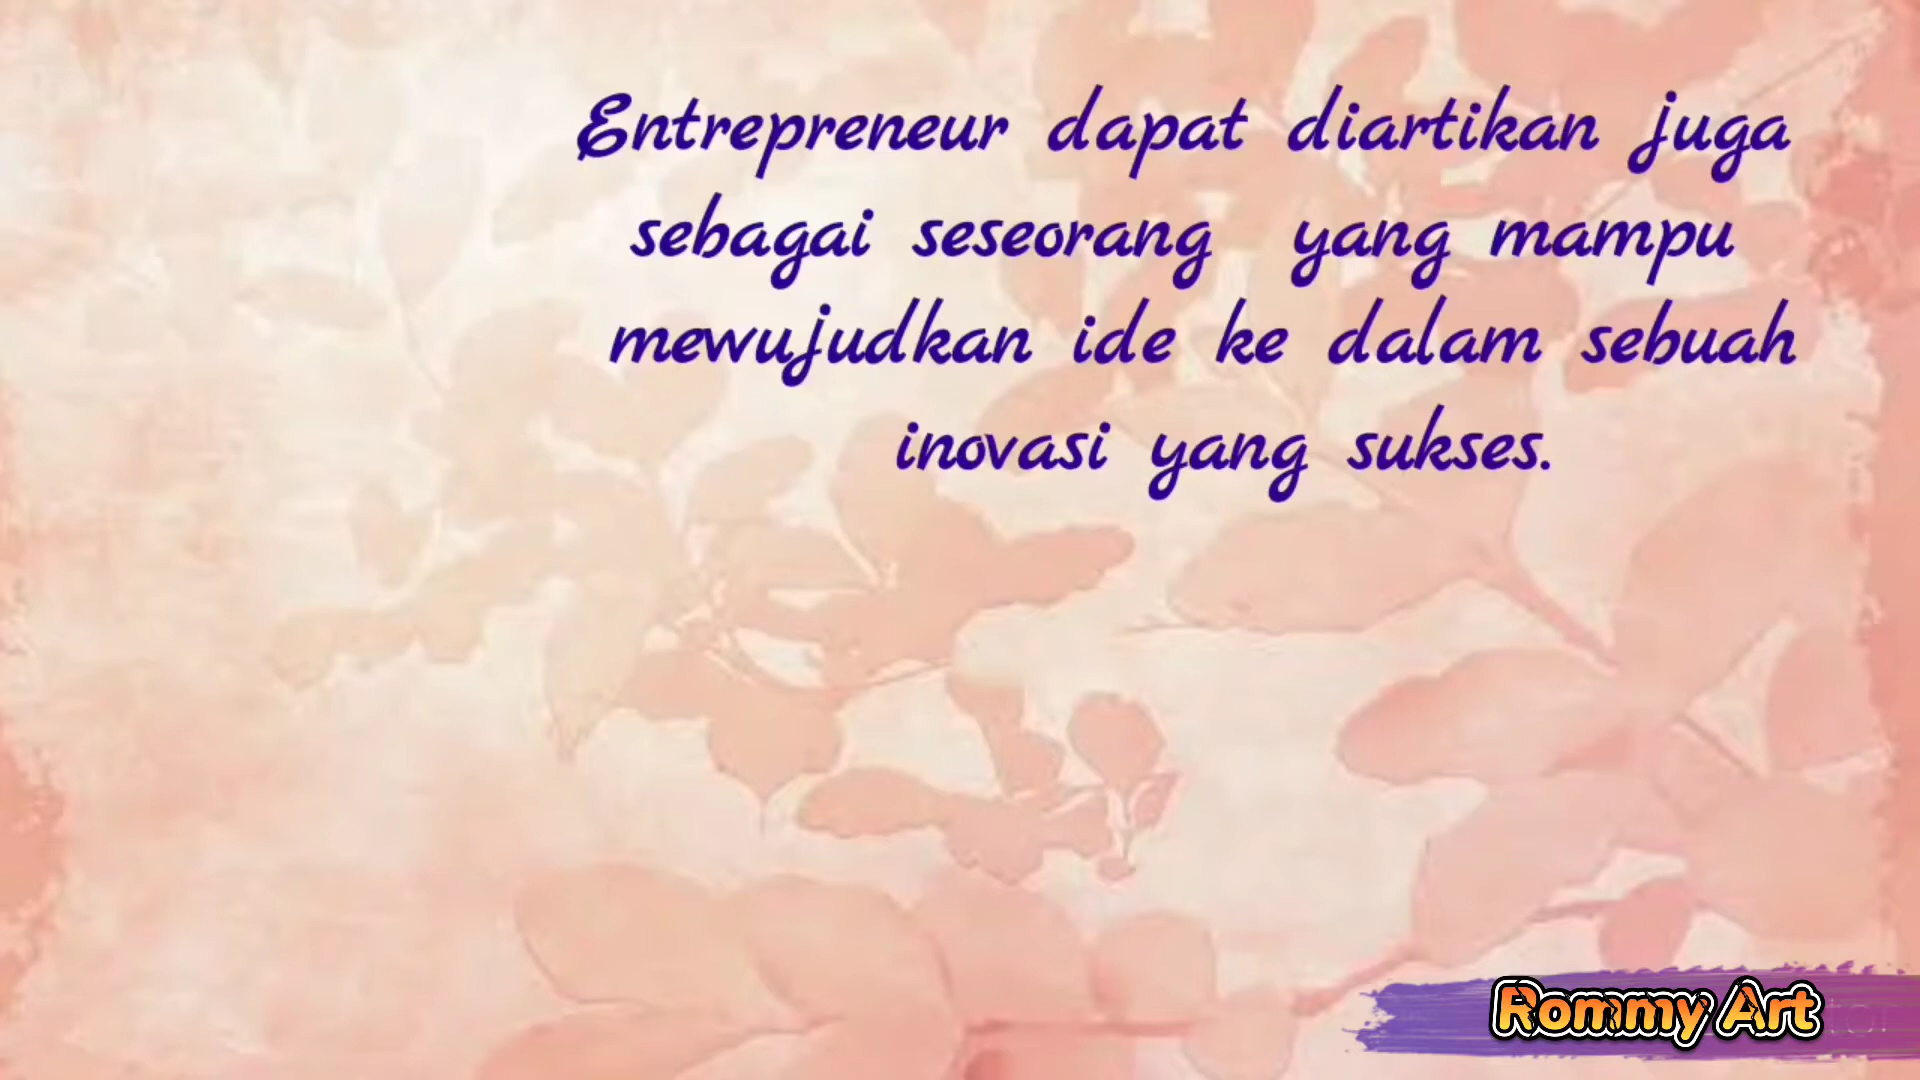 Entrepreneur dapat diartikan juga
sebagai seseorang yang mampu
mewujudkan ide ke dalam sebuah
inovasi yang sukses.
Rommy Art